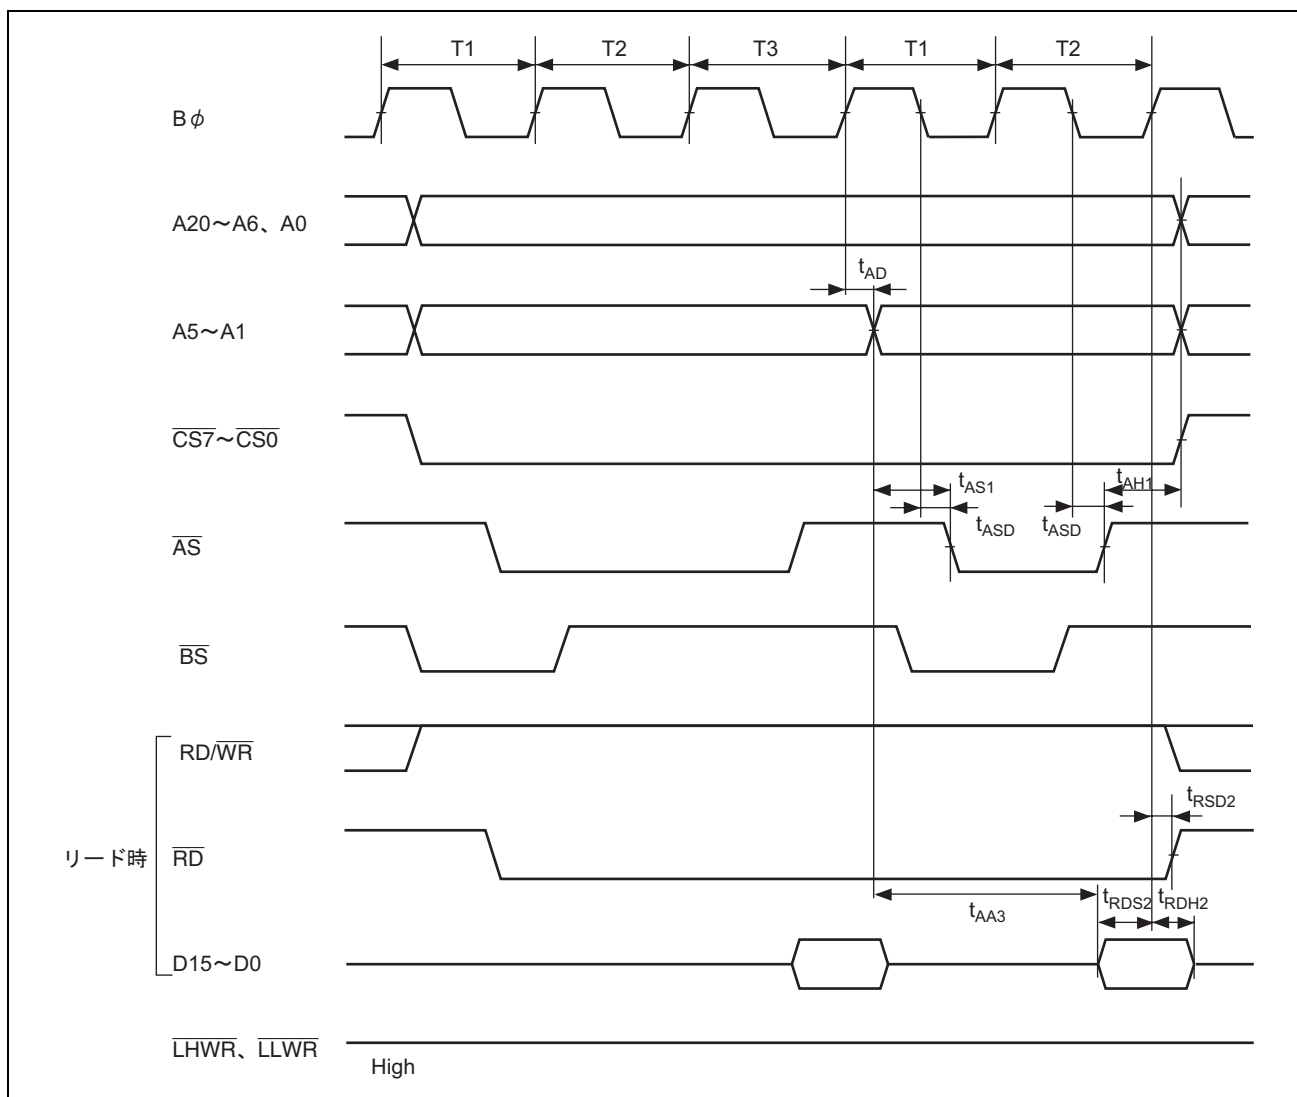 T1 T2 T3 T1 T2
Bφ
A20～A6、A0
tAD
A5～A1
CS7～CS0
tAS1 tAH1
tASD tASD
AS
BS
RD/WR
tRSD2
リード時
RD
tAA3 tRDS2 tRDH2
D15～D0
LHWR、LLWR
High